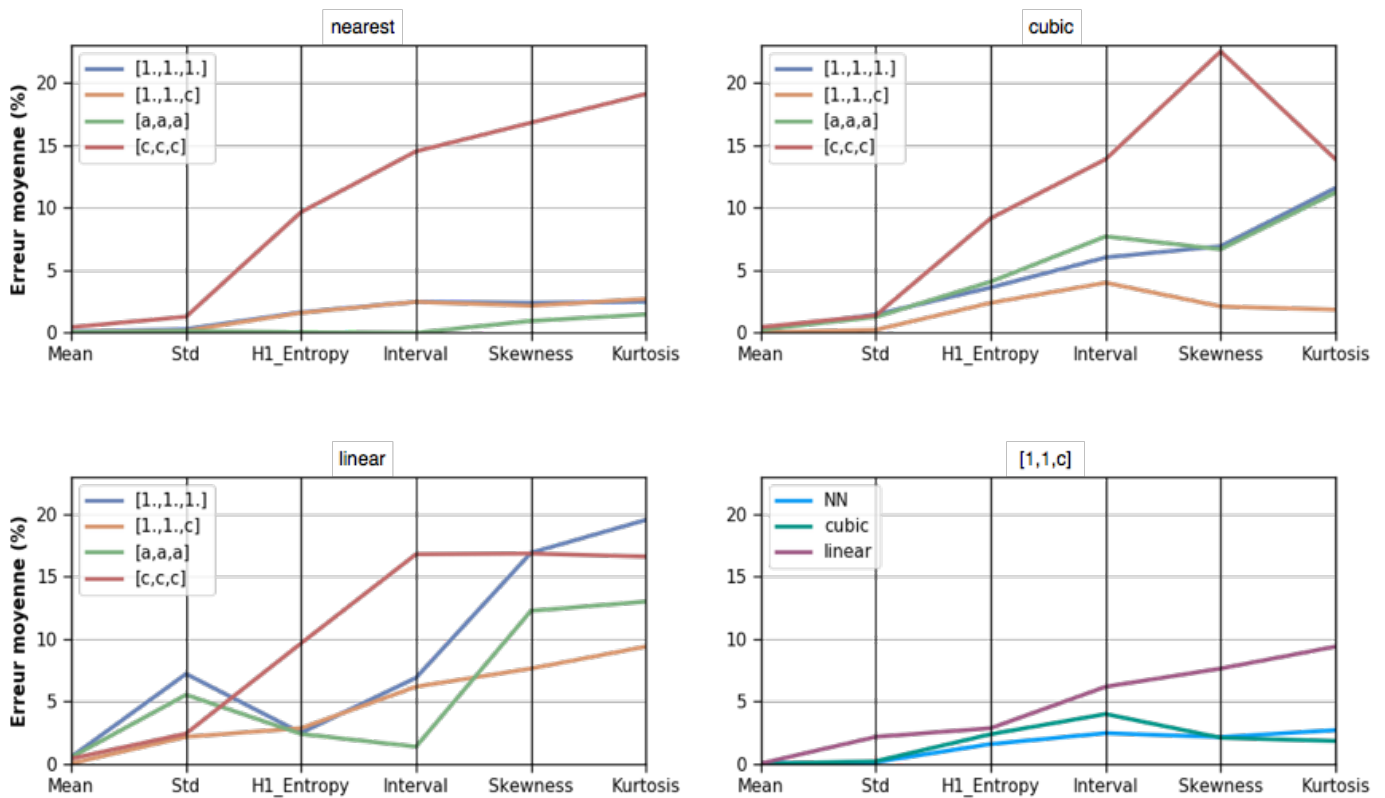 nearest
[1.,1.,1.]
[1.,1.,c]
[a,a,a]
[c,c,c]
Erreur moyenne (%)
20
15
10
5
0
Mean Std H1_Entropy Interval Skewness Kurtosis
cubic
[1.,1.,1.]
[1.,1.,c]
[a,a,a]
[c,c,c]
20
15
10
5
0
Mean Std H1_Entropy Interval Skewness Kurtosis
linear
[1.,1.,1.]
[1.,1.,c]
[a,a,a]
[c,c,c]
Erreur moyenne (%)
20
15
10
5
0
Mean Std H1_Entropy Interval Skewness Kurtosis
[1,1,c]
NN
cubic
linear
20
15
10
5
0
Mean Std H1_Entropy Interval Skewness Kurtosis